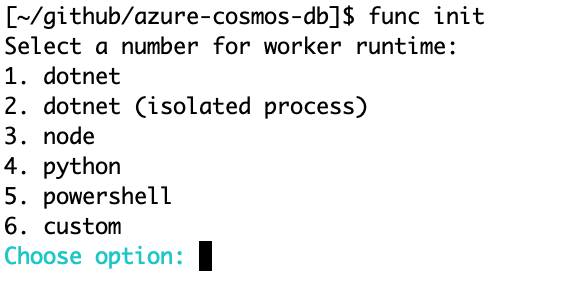 [~/github/azure-cosmos-db]$ func init
Select a number for worker runtime:
1. dotnet
2. dotnet (isolated process)
3. node
4. python
5. powershell
6. custom
Choose option: